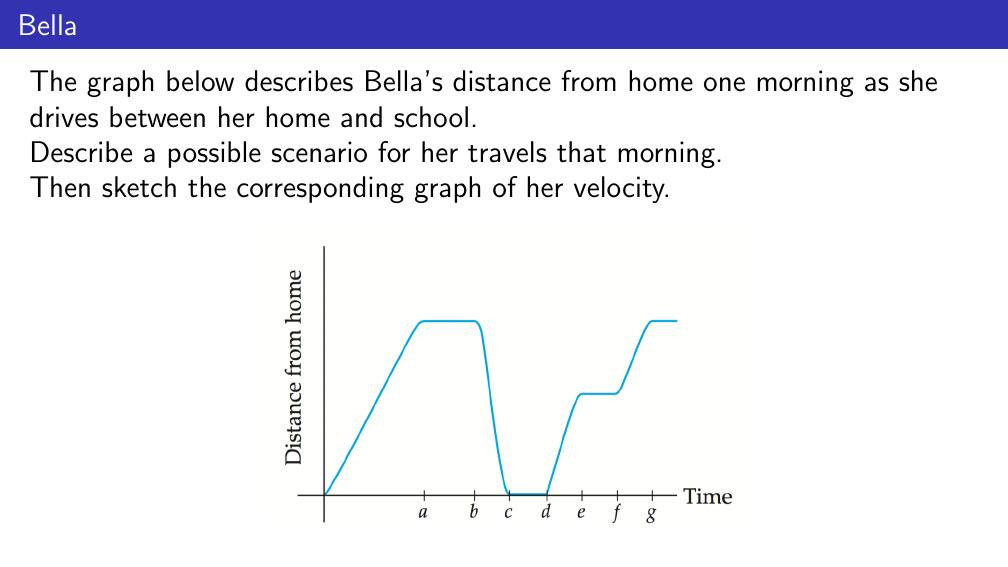 Bella
The graph below describes Bella's distance from home one morning as she
drives between her home and school.
Describe a possible scenario for her travels that morning.
Then sketch the corresponding graph of her velocity.
Distance from home
Time
a b c d e f g